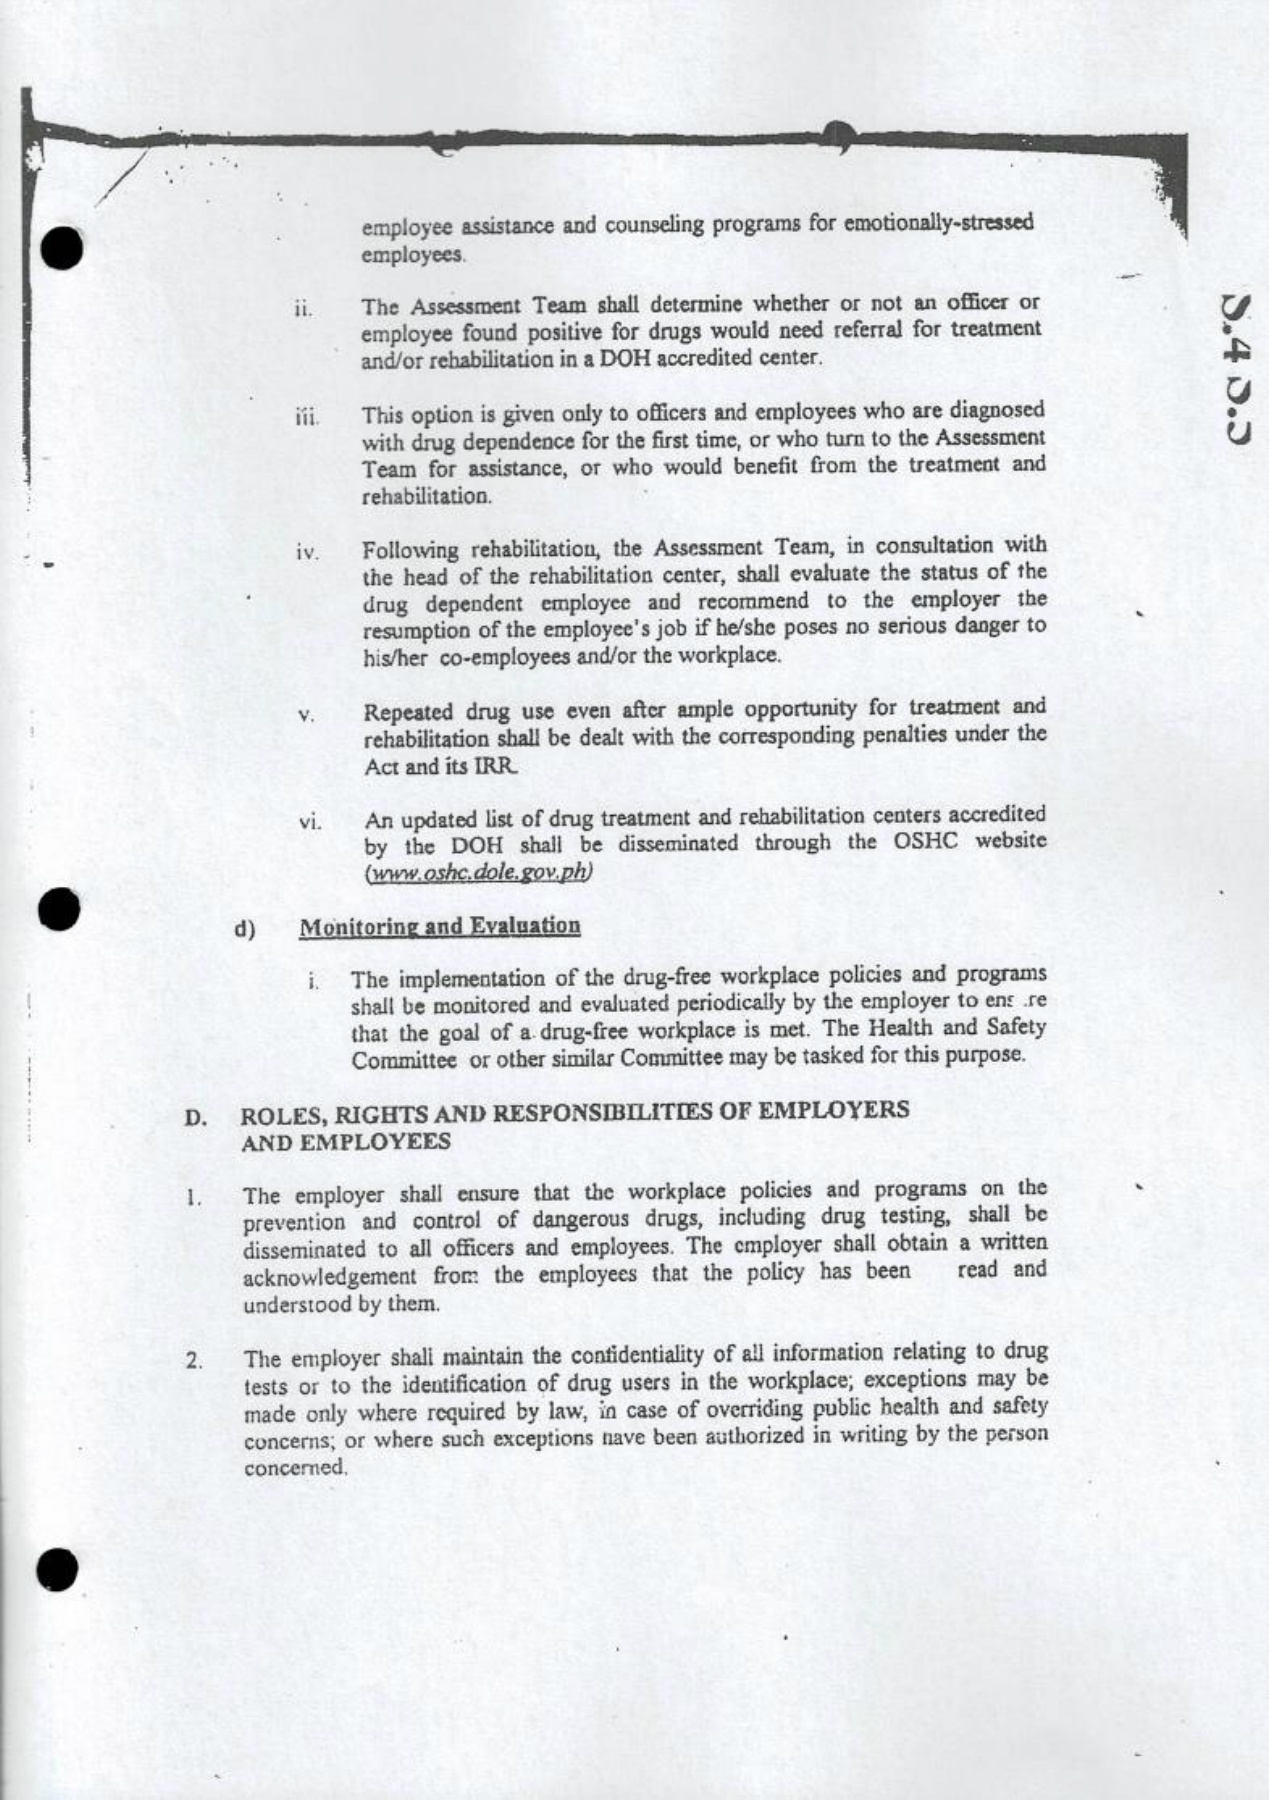 employee assistance and counseling programs for emotionally-stressed
employees.
ii. The Assessment Team shall determine whether or not an officer or
employee found positive for drugs would need referral for treatment
and/or rehabilitation in a DOH accredited center.
iii. This option is given only to officers and employees who are diagnosed
with drug dependence for the first time, or who turn to the Assessment
Team for assistance, or who would benefit from the treatment and
rehabilitation.
iv. Following rehabilitation, the Assessment Team, in consultation with
the head of the rehabilitation center, shall evaluate the status of the
drug dependent employee and recommend to the employer the
resumption of the employee's job if he/she poses no serious danger to
his/her co-employees and/or the workplace.
v. Repeated drug use even after ample opportunity for treatment and
rehabilitation shall be dealt with the corresponding penalties under the
Act and its IRR.
vi. An updated list of drug treatment and rehabilitation centers accredited
by the DOH shall be disseminated through the OSHC website
(www.oshc.dole.gov.ph)
d) Monitoring and Evaluation
i. The implementation of the drug-free workplace policies and programs
shall be monitored and evaluated periodically by the employer to ens .re
that the goal of a drug-free workplace is met. The Health and Safety
Committee or other similar Committee may be tasked for this purpose.
D. ROLES, RIGHTS AND RESPONSIBILITIES OF EMPLOYERS
AND EMPLOYEES
1. The employer shall ensure that the workplace policies and programs on the
prevention and control of dangerous drugs, including drug testing, shall be
disseminated to all officers and employees. The employer shall obtain a written
acknowledgement from the employees that the policy has been read and
understood by them.
2. The employer shall maintain the confidentiality of all information relating to drug
tests or to the identification of drug users in the workplace; exceptions may be
made only where required by law, in case of overriding public health and safety
concerns; or where such exceptions have been authorized in writing by the person
concerned.